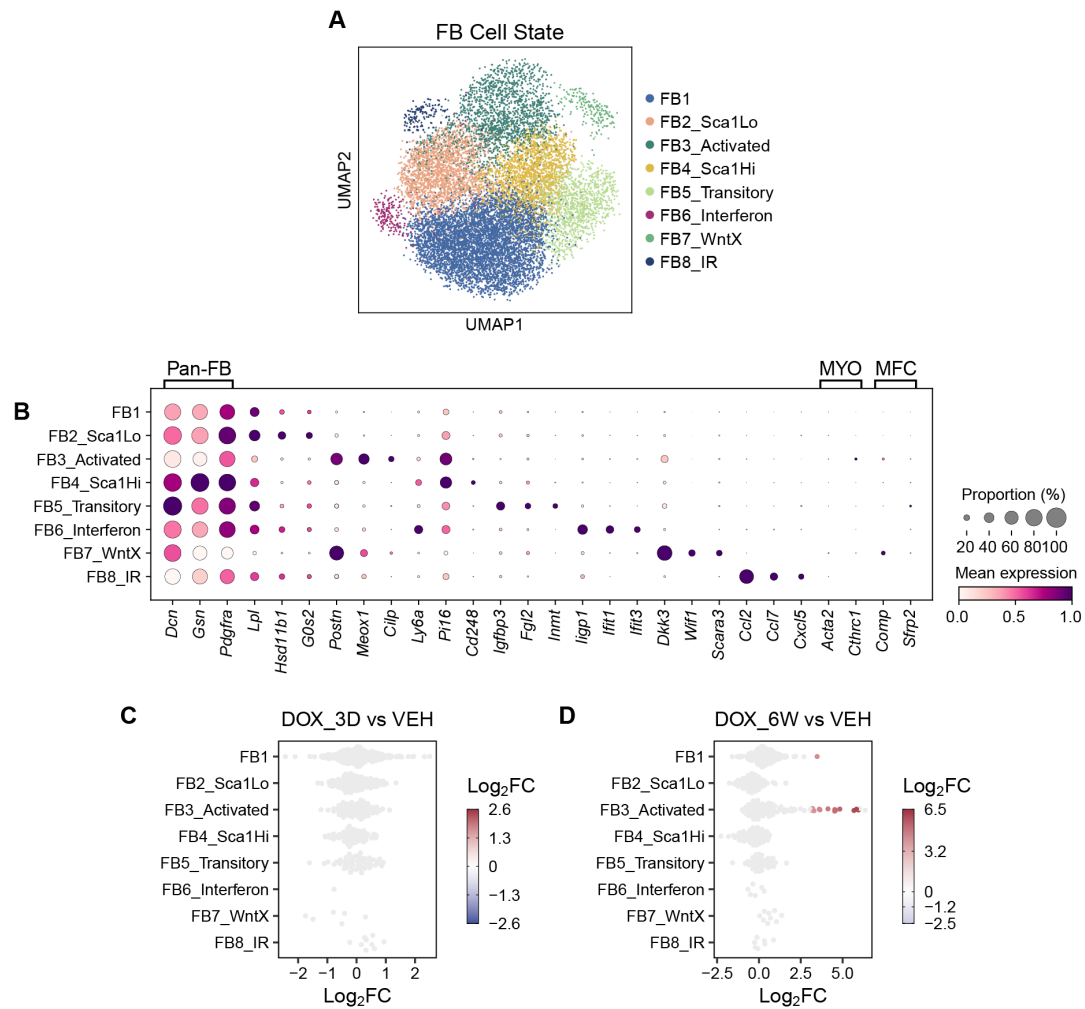 A
FB Cell State
UMAP2
UMAP1
FB1
FB2_Sca1Lo
FB3_Activated
FB4_Sca1Hi
FB5_Transitory
FB6_Interferon
FB7_WntX
FB8_IR
B
Pan-FB
MYO
MFC
FB1
FB2_Sca1Lo
FB3_Activated
FB4_Sca1Hi
FB5_Transitory
FB6_Interferon
FB7_WntX
FB8_IR
Dcn
Gsn
Pdgfra
Lpl
Hsd11b1
G0s2
Postn
Meox1
Cilp
Ly6a
Pi16
Cd248
Igfbp3
Fgl2
Inmt
Iigp1
Ifit1
Ifit3
Dkk3
Wif1
Scara3
Ccl2
Ccl7
Cxcl5
Acta2
Cthrc1
Comp
Sfrp2
Proportion (%)
20 40 60 80 100
Mean expression
0.0 0.5 1.0
C
DOX_3D vs VEH
FB1
FB2_Sca1Lo
FB3_Activated
FB4_Sca1Hi
FB5_Transitory
FB6_Interferon
FB7_WntX
FB8_IR
−2 −1 0 1 2
Log2FC
Log2FC
2.6
1.3
0
−1.3
−2.6
D
DOX_6W vs VEH
FB1
FB2_Sca1Lo
FB3_Activated
FB4_Sca1Hi
FB5_Transitory
FB6_Interferon
FB7_WntX
FB8_IR
−2.5 0.0 2.5 5.0
Log2FC
Log2FC
6.5
3.2
0
−1.2
−2.5